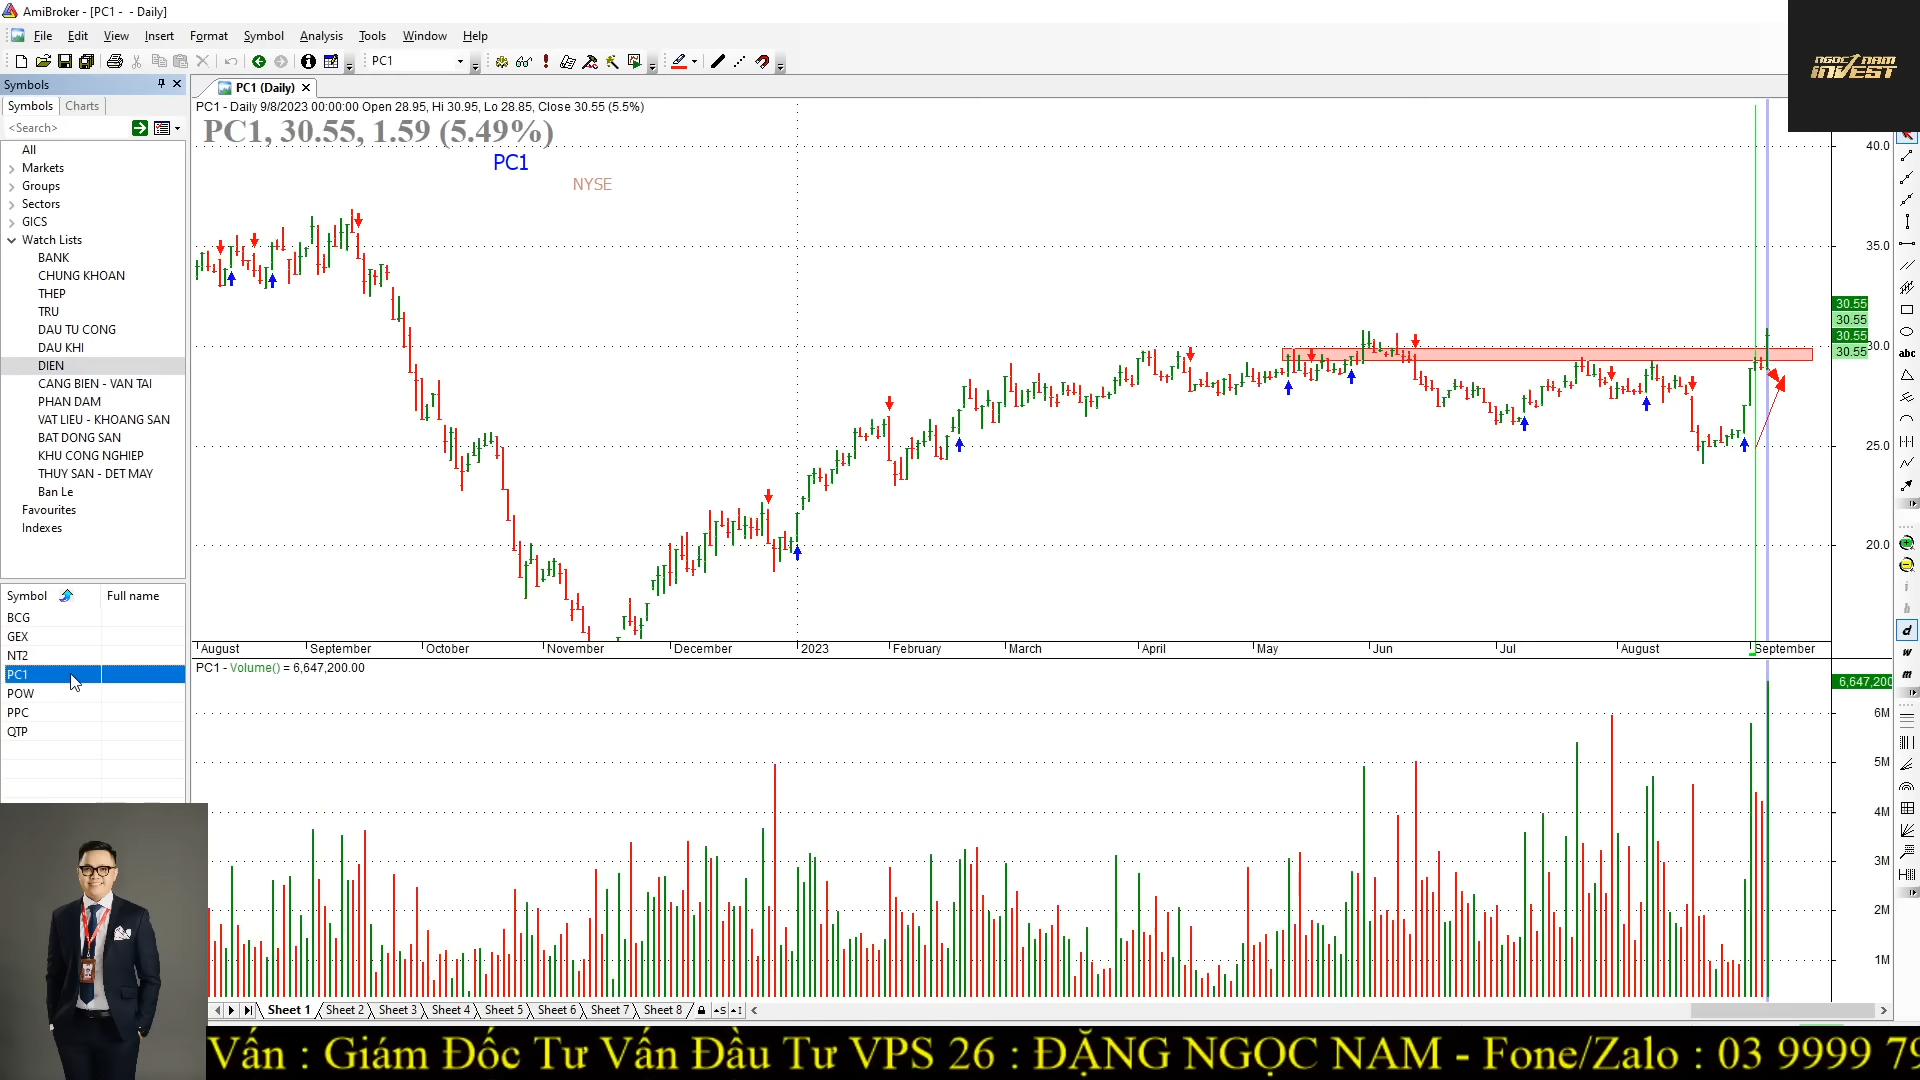 AmiBroker - [PC1 - - Daily]
File Edit View Insert Format Symbol Analysis Tools Window Help
PC1
NGOC NAM
INVEST
Symbols
PC1 (Daily)
Symbols Charts
<Search>
PC1 - Daily 9/8/2023 00:00:00 Open 28.95, Hi 30.95, Lo 28.85, Close 30.55 (5.5%)
PC1, 30.55, 1.59 (5.49%)
PC1
NYSE
All
Markets
Groups
Sectors
GICS
Watch Lists
BANK
CHUNG KHOAN
THEP
TRU
DAU TU CONG
DAU KHI
DIEN
CANG BIEN - VAN TAI
PHAN DAM
VAT LIEU - KHOANG SAN
BAT DONG SAN
KHU CONG NGHIEP
THUY SAN - DET MAY
Ban Le
Favourites
Indexes
40.0
35.0
30.55
30.55
30.55
30.55
30.0
25.0
20.0
abc
d
w
m
August September October November December 2023 February March April May Jun Jul August September
Symbol Full name
BCG
GEX
NT2
PC1
POW
PPC
QTP
PC1 - Volume() = 6,647,200.00
6,647,200
6M
5M
4M
3M
2M
1M
Sheet 1 Sheet 2 Sheet 3 Sheet 4 Sheet 5 Sheet 6 Sheet 7 Sheet 8
Vấn : Giám Đốc Tư Vấn Đầu Tư VPS 26 : ĐẶNG NGỌC NAM - Fone/Zalo : 03 9999 79